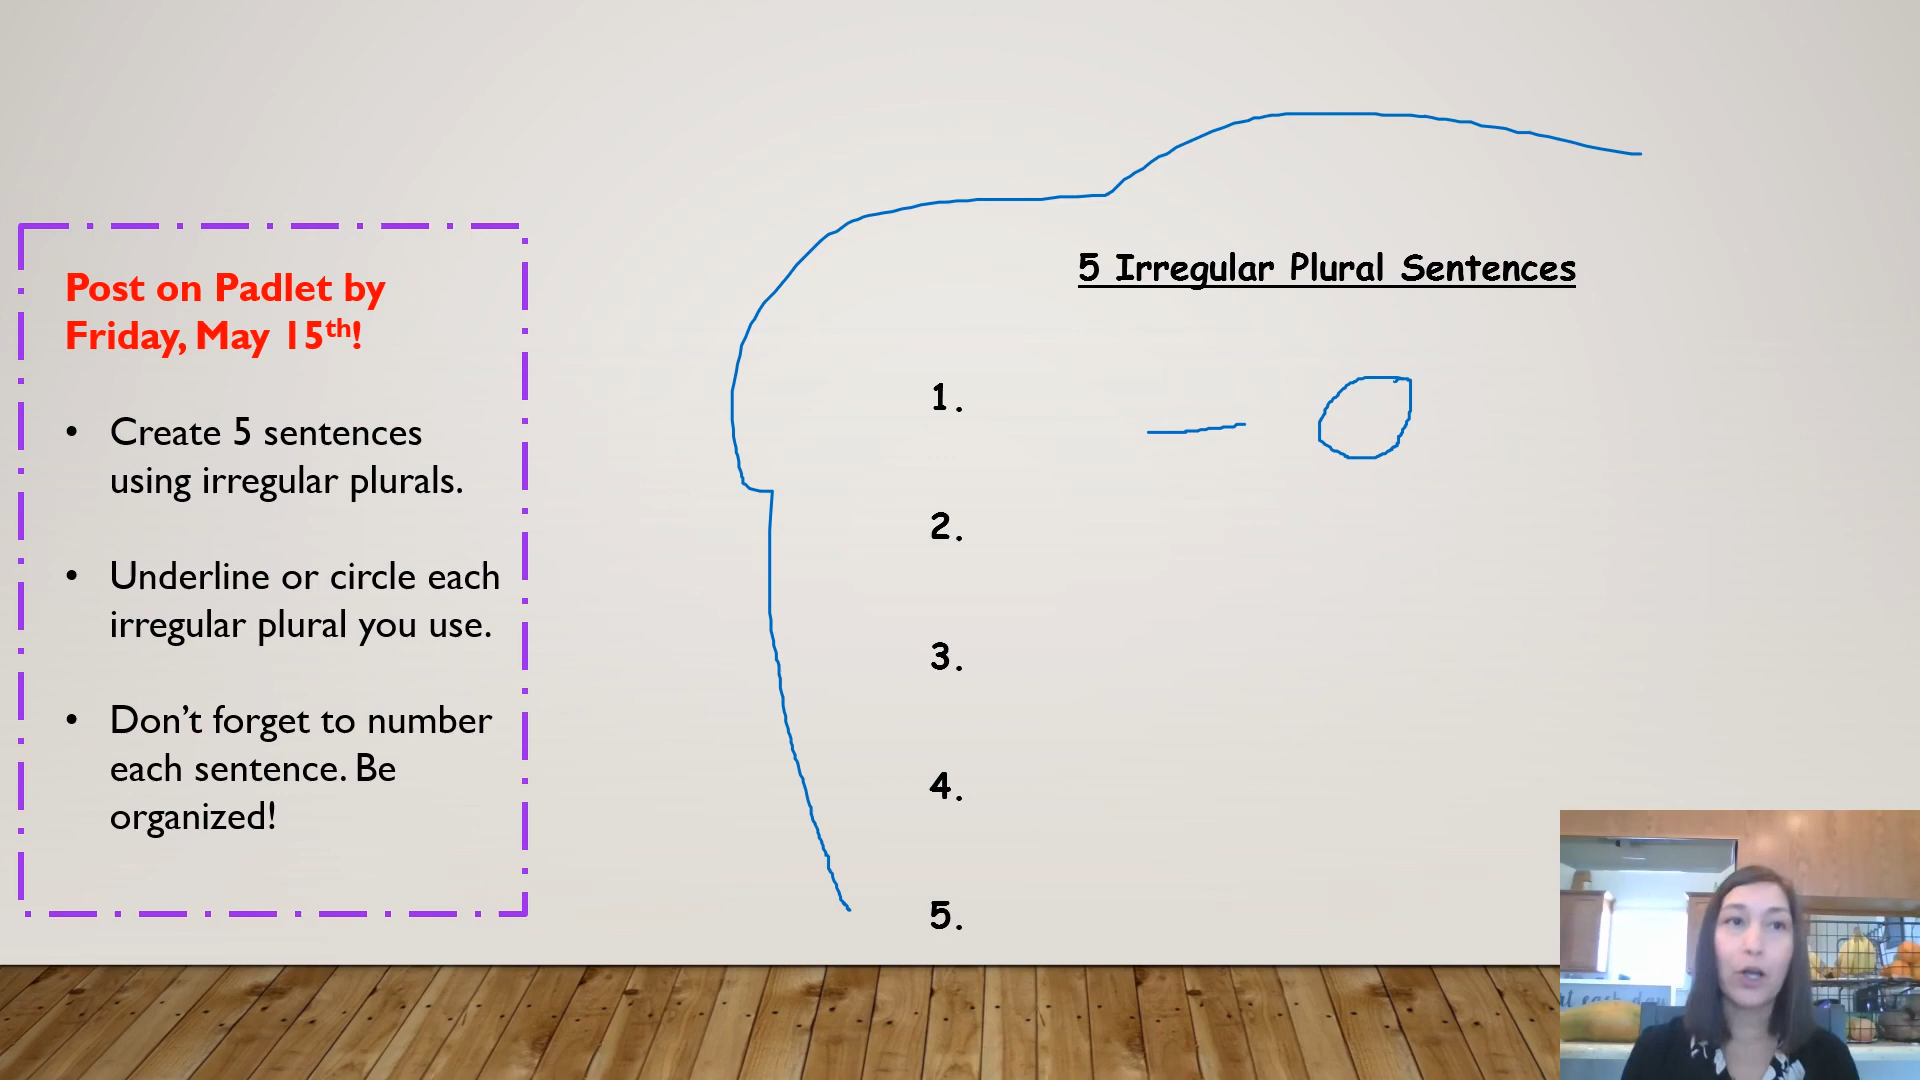 Post on Padlet by
Friday, May 15th!
• Create 5 sentences
using irregular plurals.
• Underline or circle each
irregular plural you use.
• Don’t forget to number
each sentence. Be
organized!
5 Irregular Plural Sentences
1.
2.
3.
4.
5.
each day